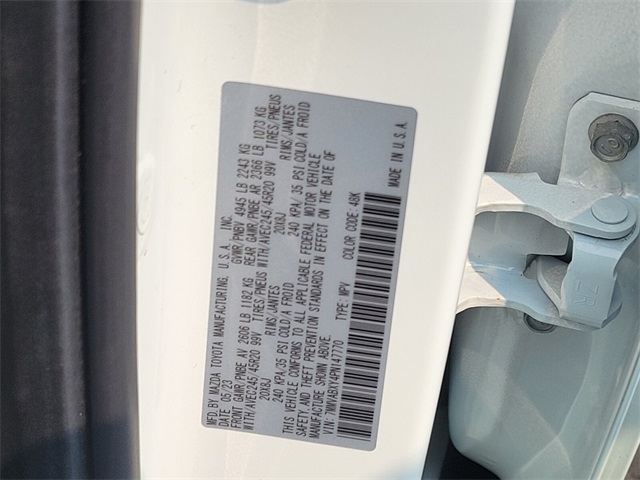 MFD. BY MAZDA TOYOTA MANUFACTURING, U.S.A., INC.
DATE: 05/23 GVWR/PNBV 4945 LB 2243 KG
FRONT GAWR/PNBE AV 2606 LB 1182 KG REAR GAWR/PNBE AR 2366 LB 1073 KG
WITH/AVEC245/45R20 99V TIRES/PNEUS WITH/AVEC245/45R20 99V TIRES/PNEUS
20X8J RIMS/JANTES 20X8J RIMS/JANTES
240 KPA/35 PSI COLD/A FROID 240 KPA/35 PSI COLD/A FROID
THIS VEHICLE CONFORMS TO ALL APPLICABLE FEDERAL MOTOR VEHICLE
SAFETY, AND THEFT PREVENTION STANDARDS IN EFFECT ON THE DATE OF
MANUFACTURE SHOWN ABOVE.
VIN: TYPE: MPV COLOR CODE: 48K
MADE IN U.S.A.